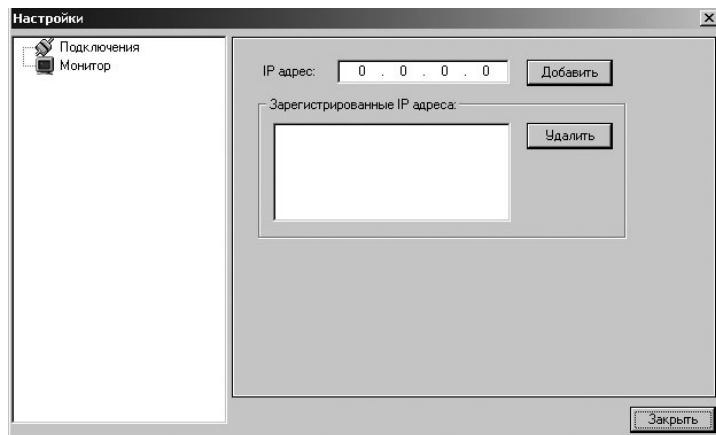 Настройки
Подключения
Монитор
IP адрес: 0 . 0 . 0 . 0 Добавить
Зарегистрированные IP адреса:
Удалить
Закрыть